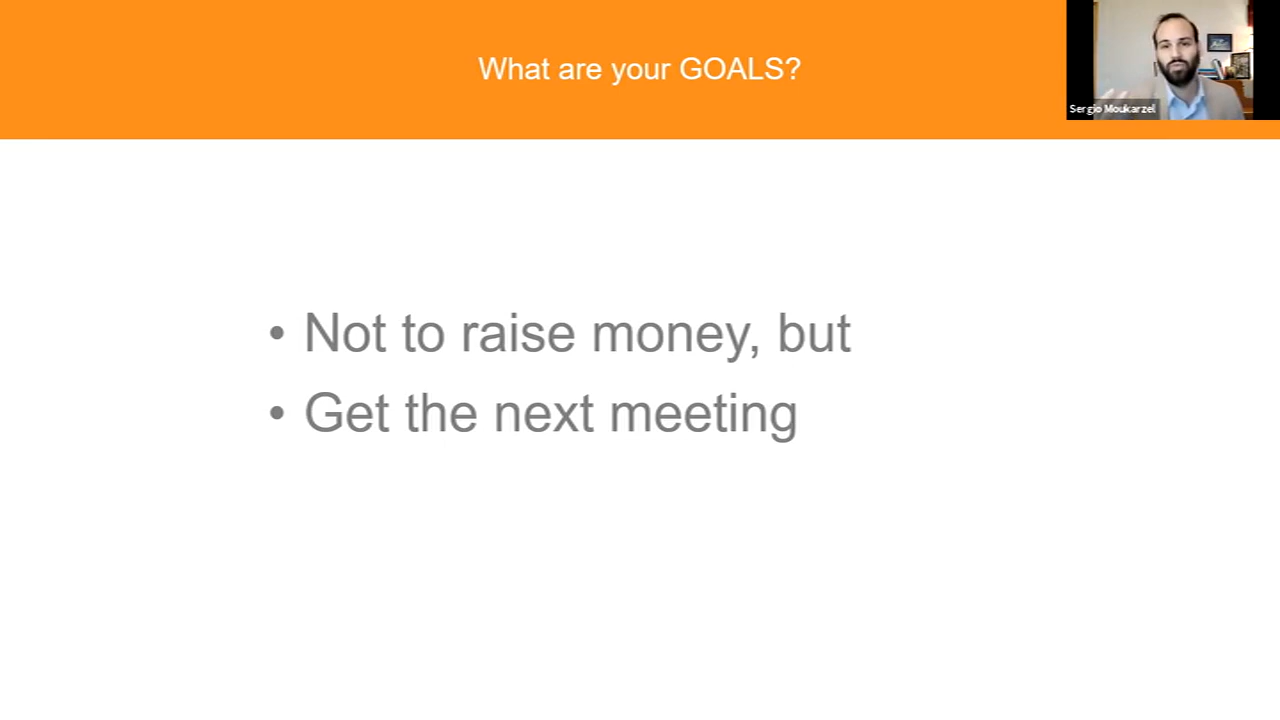 What are your GOALS?
Sergio Moukarzel
• Not to raise money, but
• Get the next meeting